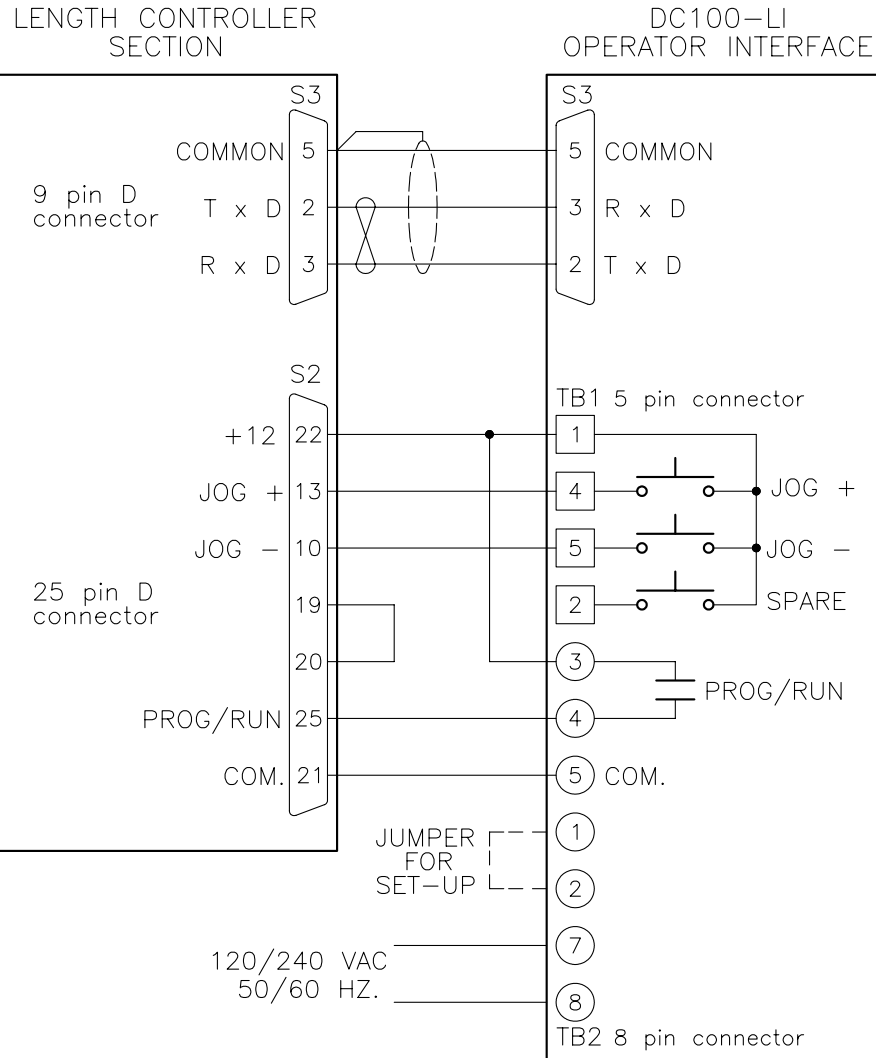 LENGTH CONTROLLER
SECTION
DC100-LI
OPERATOR INTERFACE
S3
S3
COMMON 5
5 COMMON
9 pin D
connector
T x D 2
3 R x D
R x D 3
2 T x D
S2
TB1 5 pin connector
+12 22
1
JOG + 13
4
JOG +
JOG - 10
5
JOG -
25 pin D
connector
19
2
SPARE
20
3
PROG/RUN
PROG/RUN 25
4
COM. 21
5 COM.
JUMPER
FOR
SET-UP
1
2
120/240 VAC
50/60 HZ.
7
8
TB2 8 pin connector